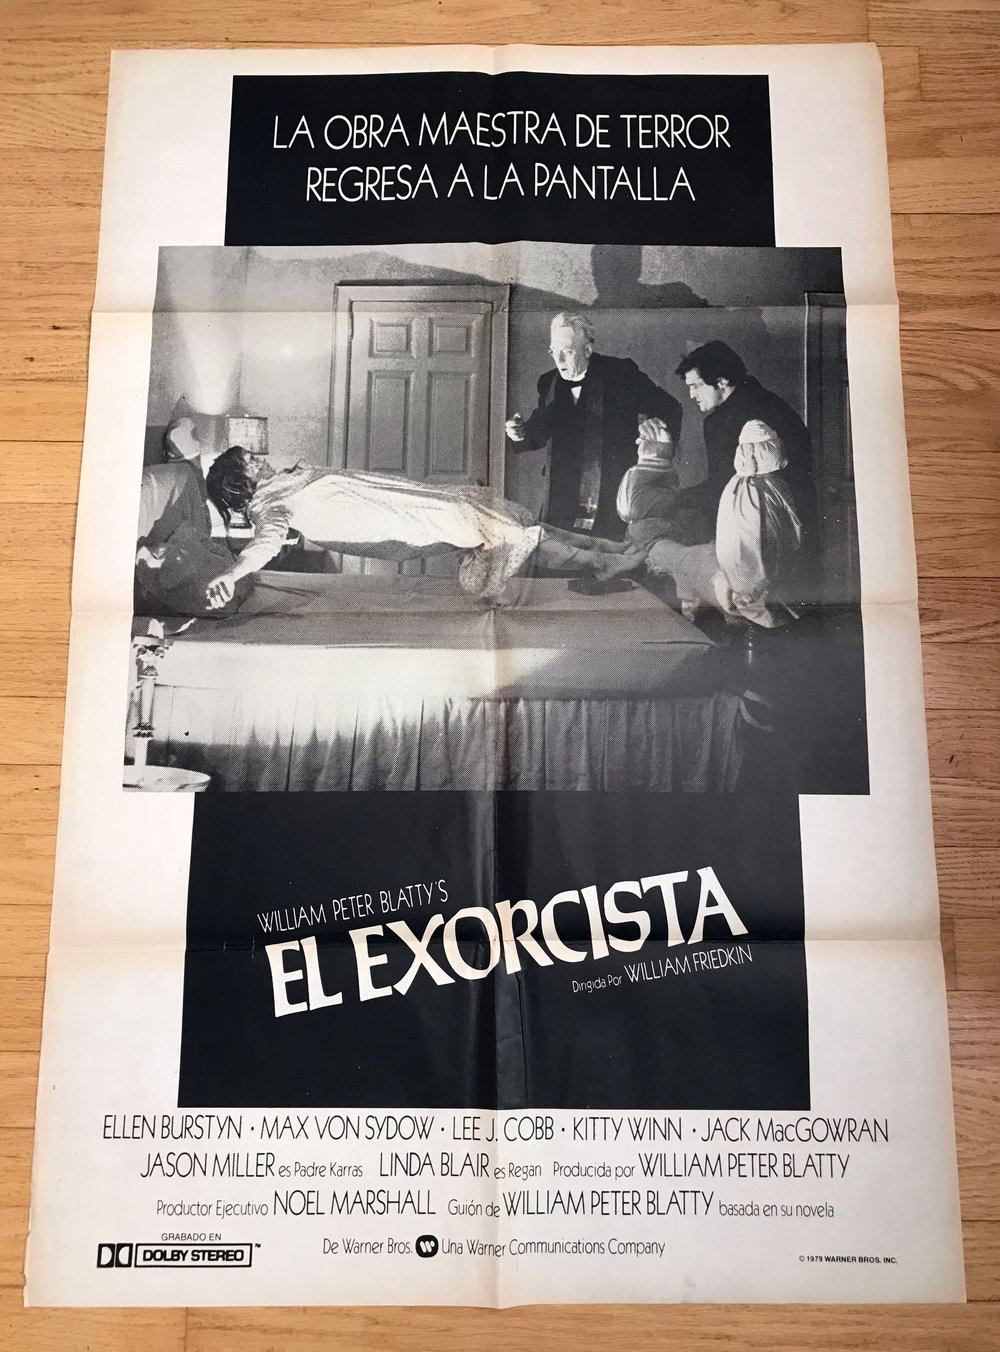 LA OBRA MAESTRA DE TERROR
REGRESA A LA PANTALLA
WILLIAM PETER BLATTY'S
EL EXORCISTA
Dirigida Por WILLIAM FRIEDKIN
ELLEN BURSTYN · MAX VON SYDOW · LEE J. COBB · KITTY WINN · JACK MacGOWRAN
JASON MILLER es Padre Karras LINDA BLAIR es Regan Producida por WILLIAM PETER BLATTY
Productor Ejecutivo NOEL MARSHALL Guión de WILLIAM PETER BLATTY basada en su novela
GRABADO EN
DOLBY STEREO™
De Warner Bros. Una Warner Communications Company
© 1979 WARNER BROS. INC.